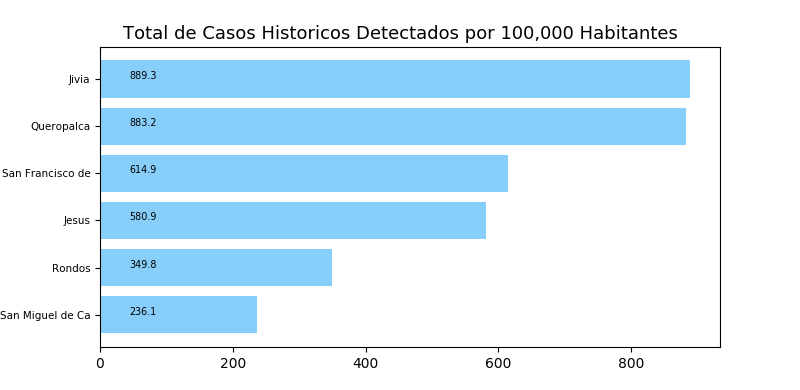 Total de Casos Historicos Detectados por 100,000 Habitantes
Jivia 889.3
Queropalca 883.2
San Francisco de 614.9
Jesus 580.9
Rondos 349.8
San Miguel de Ca 236.1
0 200 400 600 800